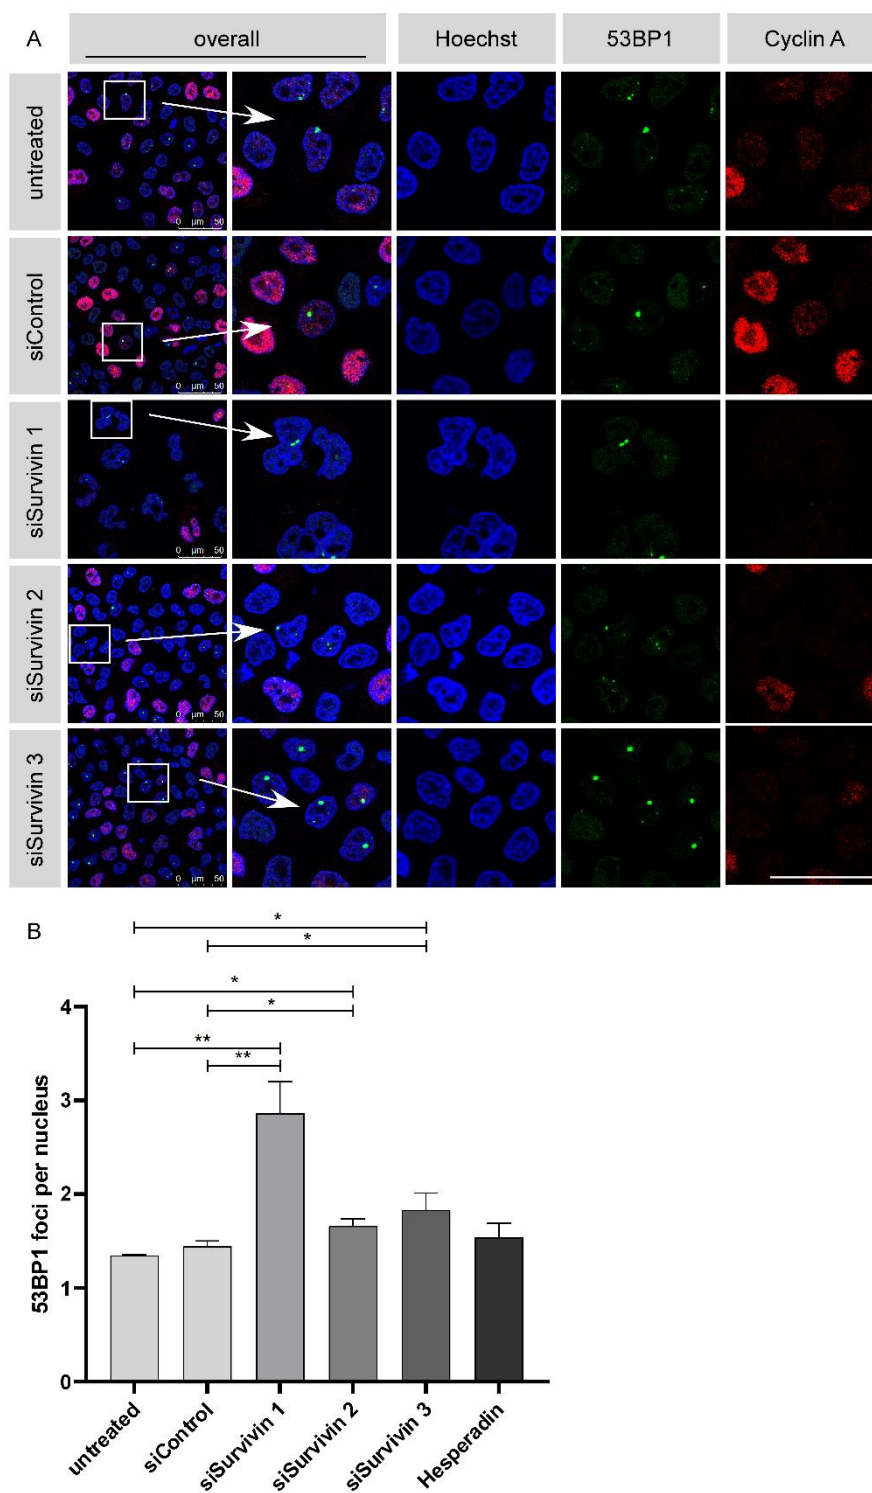 A
overall
Hoechst
53BP1
Cyclin A
untreated
0 µm 50
siControl
0 µm 50
siSurvivin 1
0 µm 50
siSurvivin 2
0 µm 50
siSurvivin 3
0 µm 50
B
*
*
*
*
**
**
53BP1 foci per nucleus
4
3
2
1
0
untreated
siControl
siSurvivin 1
siSurvivin 2
siSurvivin 3
Hesperadin